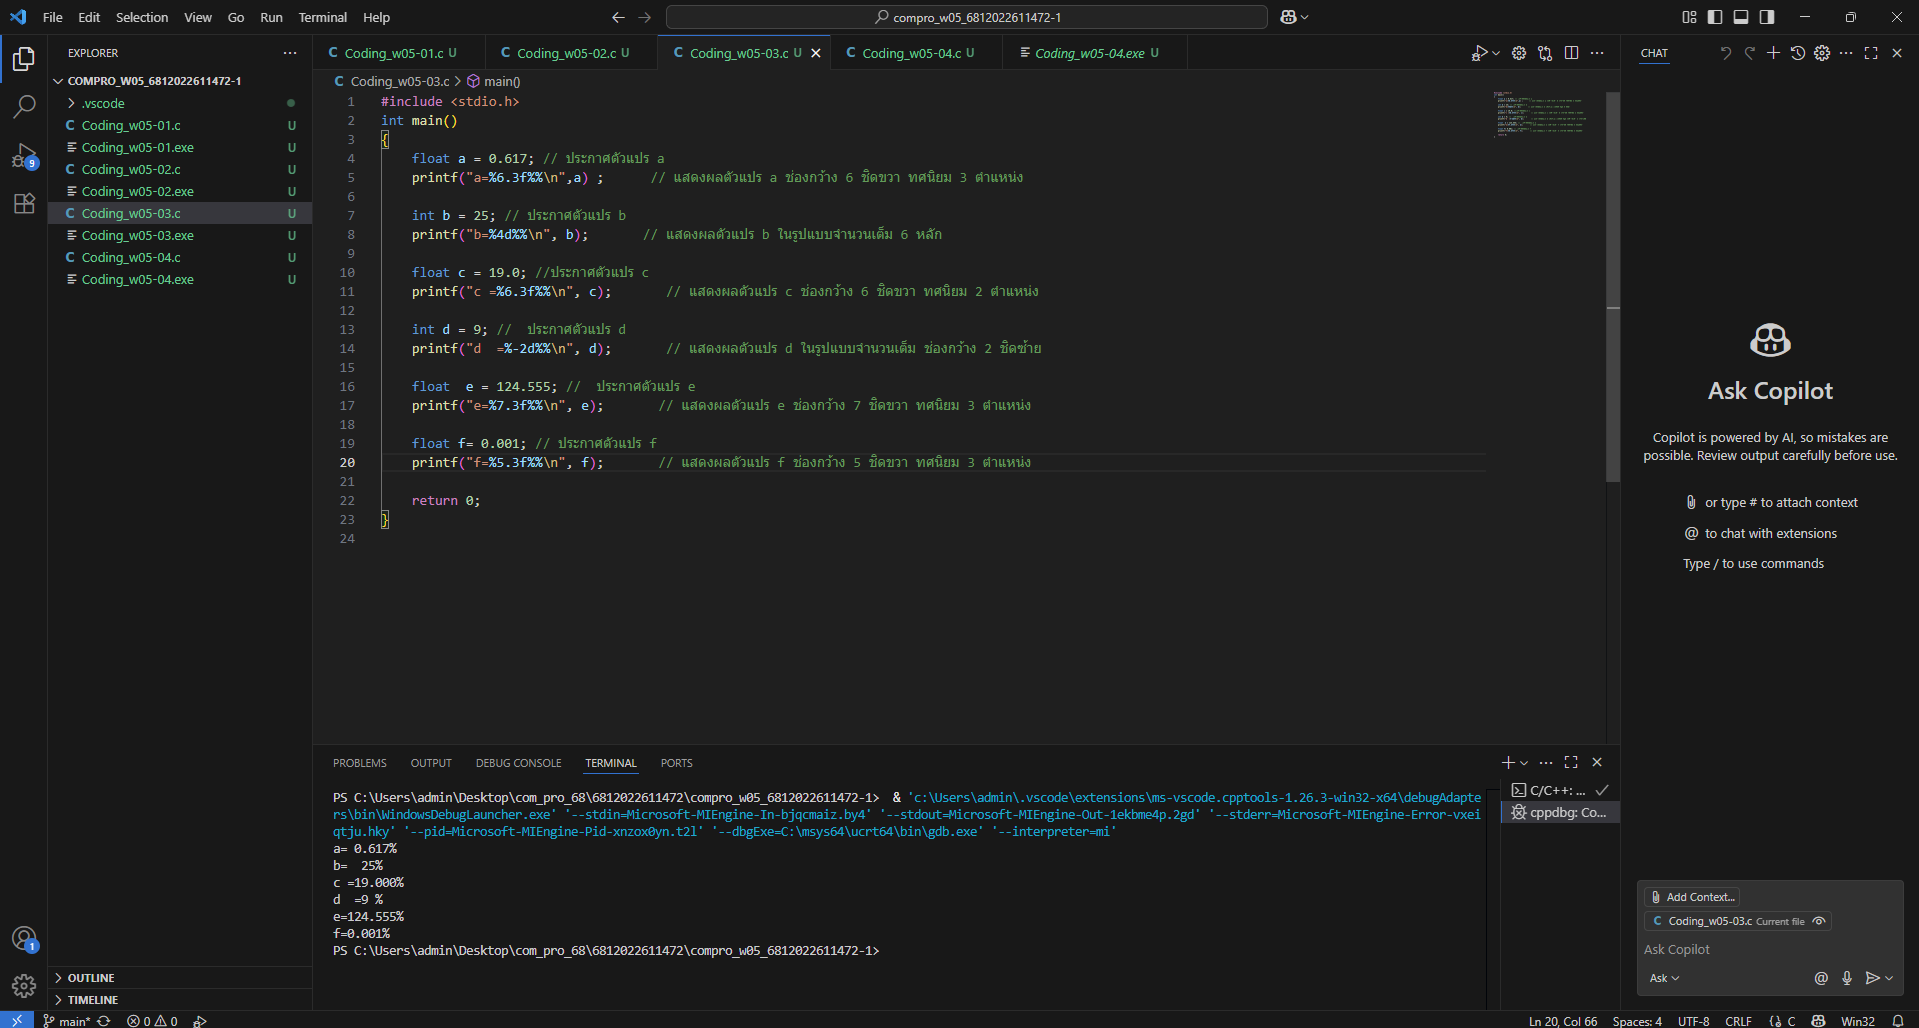 File Edit Selection View Go Run Terminal Help
compro_w05_6812022611472-1
EXPLORER
COMPRO_W05_6812022611472-1
.vscode
Coding_w05-01.c U
Coding_w05-01.exe U
Coding_w05-02.c U
Coding_w05-02.exe U
Coding_w05-03.c U
Coding_w05-03.exe U
Coding_w05-04.c U
Coding_w05-04.exe U
9
1
OUTLINE
TIMELINE
Coding_w05-01.c U Coding_w05-02.c U Coding_w05-03.c U Coding_w05-04.c U Coding_w05-04.exe U
Coding_w05-03.c > main()
1 #include <stdio.h>
2 int main()
3 {
4 float a = 0.617; // ประกาศตัวแปร a
5 printf("a=%6.3f%%\n",a) ; // แสดงผลตัวแปร a ช่องกว้าง 6 ชิดขวา ทศนิยม 3 ตำแหน่ง
6
7 int b = 25; // ประกาศตัวแปร b
8 printf("b=%4d%%\n", b); // แสดงผลตัวแปร b ในรูปแบบจำนวนเต็ม 6 หลัก
9
10 float c = 19.0; //ประกาศตัวแปร c
11 printf("c =%6.3f%%\n", c); // แสดงผลตัวแปร c ช่องกว้าง 6 ชิดขวา ทศนิยม 2 ตำแหน่ง
12
13 int d = 9; //  ประกาศตัวแปร d
14 printf("d  =%-2d%%\n", d); // แสดงผลตัวแปร d ในรูปแบบจำนวนเต็ม ช่องกว้าง 2 ชิดซ้าย
15
16 float  e = 124.555; //  ประกาศตัวแปร e
17 printf("e=%7.3f%%\n", e); // แสดงผลตัวแปร e ช่องกว้าง 7 ชิดขวา ทศนิยม 3 ตำแหน่ง
18
19 float f= 0.001; // ประกาศตัวแปร f
20 printf("f=%5.3f%%\n", f); // แสดงผลตัวแปร f ช่องกว้าง 5 ชิดขวา ทศนิยม 3 ตำแหน่ง
21
22 return 0;
23 }
24
PROBLEMS OUTPUT DEBUG CONSOLE TERMINAL PORTS
PS C:\Users\admin\Desktop\com_pro_68\6812022611472\compro_w05_6812022611472-1>  & 'c:\Users\admin\.vscode\extensions\ms-vscode.cpptools-1.26.3-win32-x64\debugAdapte
rs\bin\WindowsDebugLauncher.exe' '--stdin=Microsoft-MIEngine-In-bjqcmaiz.by4' '--stdout=Microsoft-MIEngine-Out-1ekbme4p.2gd' '--stderr=Microsoft-MIEngine-Error-vxei
qtju.hky' '--pid=Microsoft-MIEngine-Pid-xnzox0yn.t2l' '--dbgExe=C:\msys64\ucrt64\bin\gdb.exe' '--interpreter=mi'
a= 0.617%
b=  25%
c =19.000%
d  =9 %
e=124.555%
f=0.001%
PS C:\Users\admin\Desktop\com_pro_68\6812022611472\compro_w05_6812022611472-1>
C/C++: ...
cppdbg: Co...
CHAT
Ask Copilot
Copilot is powered by AI, so mistakes are
possible. Review output carefully before use.
or type # to attach context
@ to chat with extensions
Type / to use commands
Add Context...
Coding_w05-03.c Current file
Ask Copilot
Ask
main* 0 0
Ln 20, Col 66 Spaces: 4 UTF-8 CRLF {} C Win32